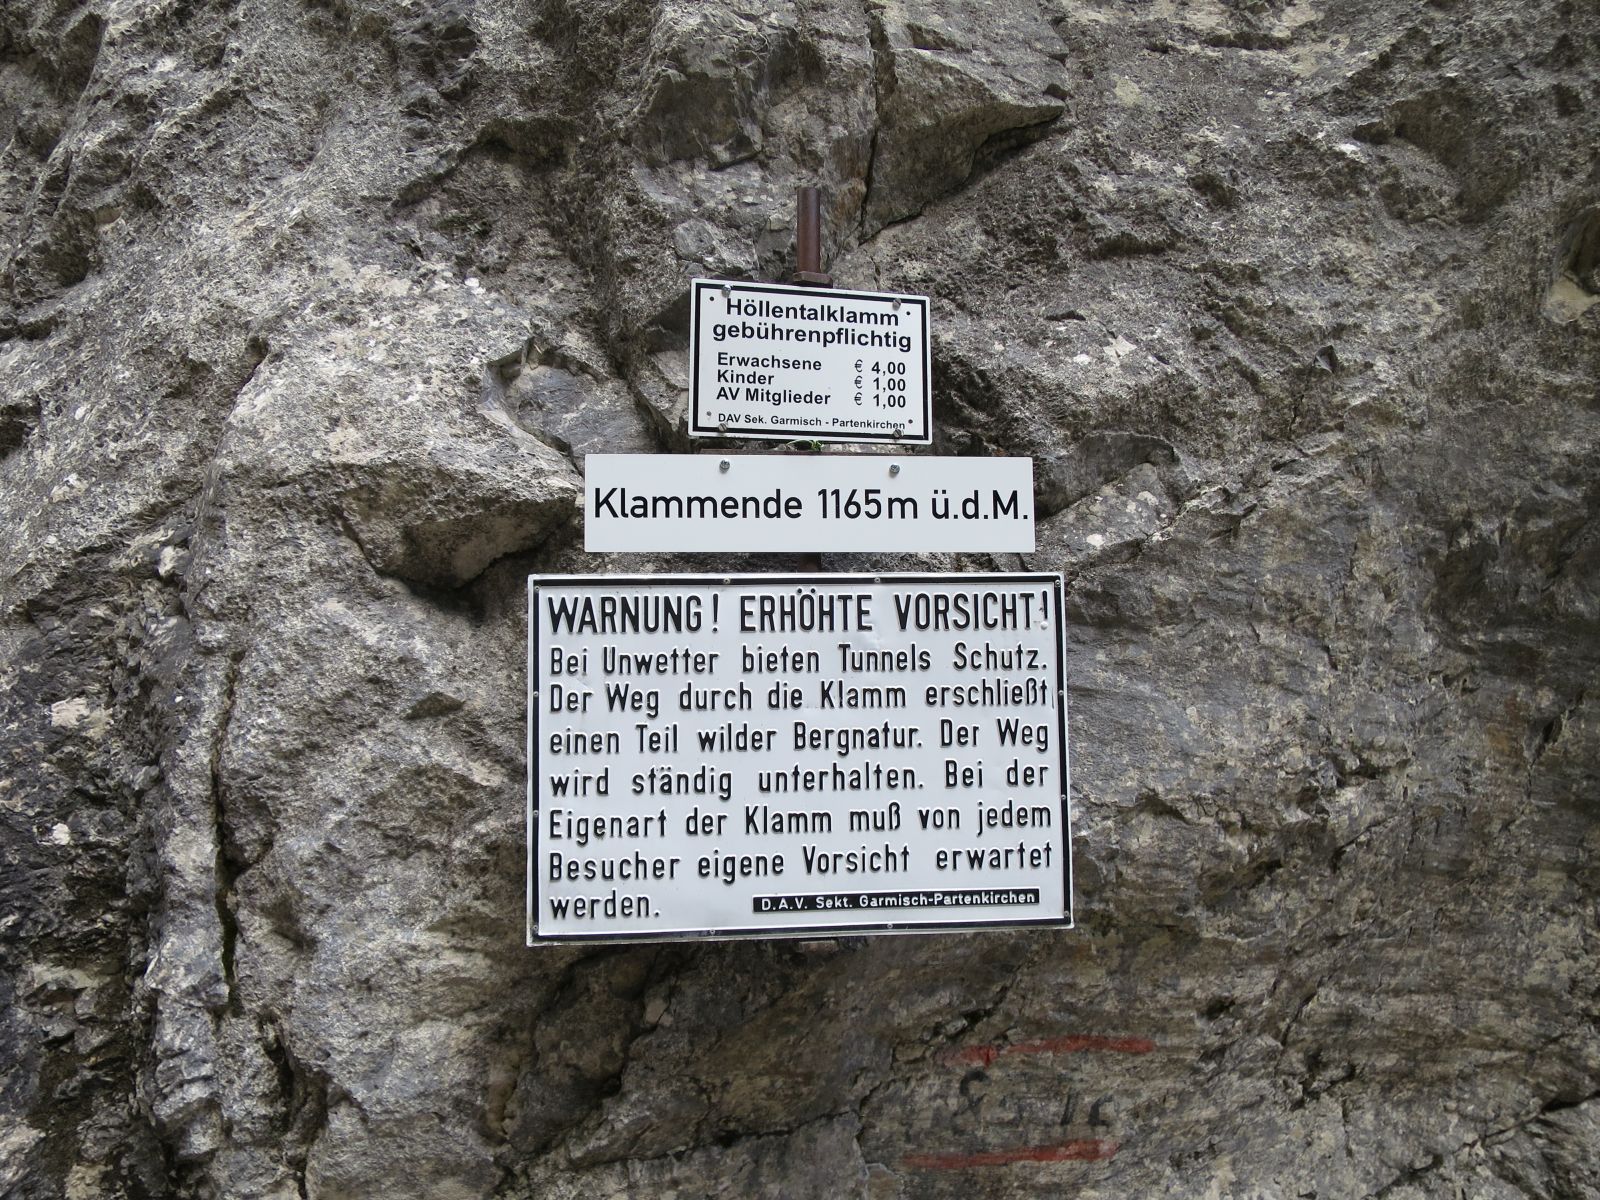 Höllentalklamm
gebührenpflichtig
Erwachsene € 4,00
Kinder € 1,00
AV Mitglieder € 1,00
DAV Sek. Garmisch - Partenkirchen
Klammende 1165m ü.d.M.
WARNUNG! ERHÖHTE VORSICHT!
Bei Unwetter bieten Tunnels Schutz.
Der Weg durch die Klamm erschließt
einen Teil wilder Bergnatur. Der Weg
wird ständig unterhalten. Bei der
Eigenart der Klamm muß von jedem
Besucher eigene Vorsicht erwartet
werden.
D.A.V. Sekt. Garmisch-Partenkirchen